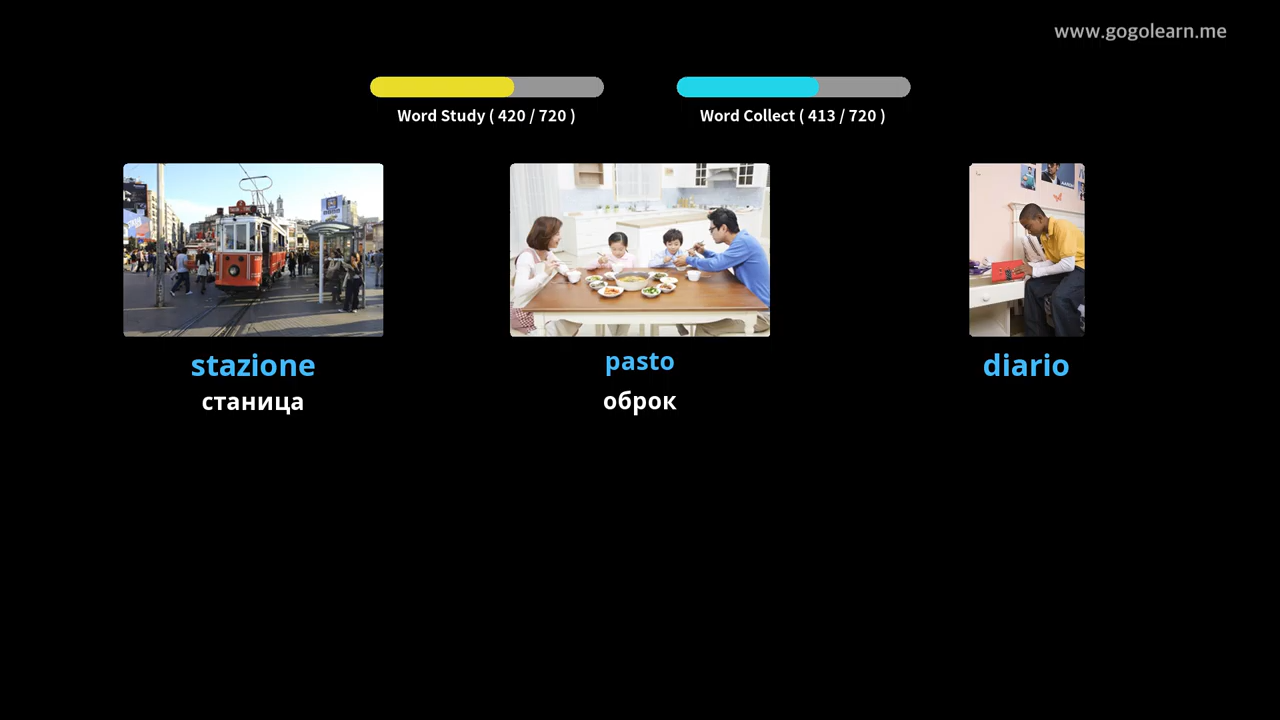 www.gogolearn.me
Word Study ( 420 / 720 )
Word Collect ( 413 / 720 )
stazione
pasto
diario
станица
оброк